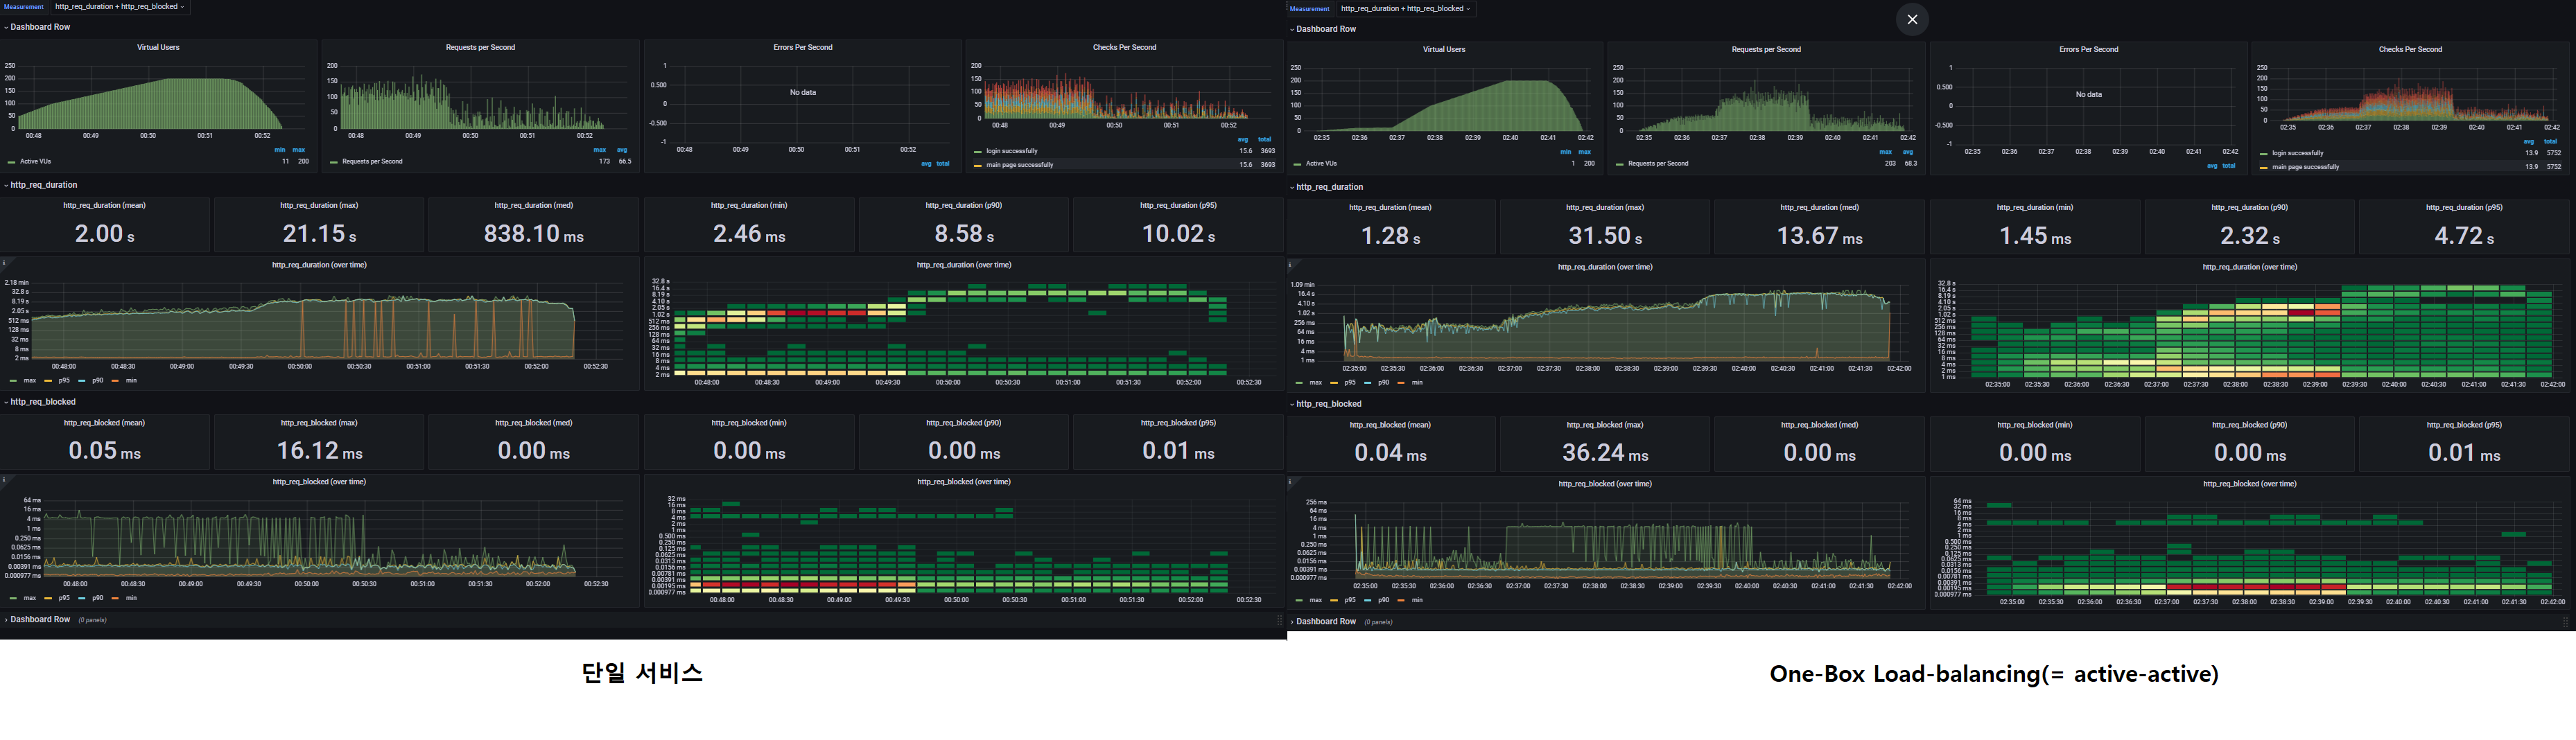 Measurement http_req_duration + http_req_blocked
Dashboard Row
Virtual Users
250
200
150
100
50
0
00:48 00:49 00:50 00:51 00:52
min max
Active VUs 11 200
Requests per Second
200
150
100
50
0
00:48 00:49 00:50 00:51 00:52
max avg
Requests per Second 173 66.5
Errors Per Second
1
0.500
0
-0.500
-1
No data
00:48 00:49 00:50 00:51 00:52
avg total
Checks Per Second
200
150
100
50
0
00:48 00:49 00:50 00:51 00:52
avg total
login successfully 15.6 3693
main page successfully 15.6 3693
http_req_duration
http_req_duration (mean)
2.00 s
http_req_duration (max)
21.15 s
http_req_duration (med)
838.10 ms
http_req_duration (min)
2.46 ms
http_req_duration (p90)
8.58 s
http_req_duration (p95)
10.02 s
http_req_duration (over time)
2.18 min
32.8 s
8.19 s
2.05 s
512 ms
128 ms
32 ms
8 ms
2 ms
00:48:00 00:48:30 00:49:00 00:49:30 00:50:00 00:50:30 00:51:00 00:51:30 00:52:00 00:52:30
max p95 p90 min
http_req_duration (over time)
32.8 s
16.4 s
8.19 s
4.10 s
2.05 s
1.02 s
512 ms
256 ms
128 ms
64 ms
32 ms
16 ms
8 ms
4 ms
2 ms
00:48:00 00:48:30 00:49:00 00:49:30 00:50:00 00:50:30 00:51:00 00:51:30 00:52:00 00:52:30
http_req_blocked
http_req_blocked (mean)
0.05 ms
http_req_blocked (max)
16.12 ms
http_req_blocked (med)
0.00 ms
http_req_blocked (min)
0.00 ms
http_req_blocked (p90)
0.00 ms
http_req_blocked (p95)
0.01 ms
http_req_blocked (over time)
64 ms
16 ms
4 ms
1 ms
0.250 ms
0.0625 ms
0.0156 ms
0.00391 ms
0.000977 ms
00:48:00 00:48:30 00:49:00 00:49:30 00:50:00 00:50:30 00:51:00 00:51:30 00:52:00 00:52:30
max p95 p90 min
http_req_blocked (over time)
32 ms
16 ms
8 ms
4 ms
2 ms
1 ms
0.500 ms
0.250 ms
0.125 ms
0.0625 ms
0.0313 ms
0.0156 ms
0.00781 ms
0.00391 ms
0.00195 ms
0.000977 ms
00:48:00 00:48:30 00:49:00 00:49:30 00:50:00 00:50:30 00:51:00 00:51:30 00:52:00 00:52:30
Dashboard Row (0 panels)
단일 서비스
Measurement http_req_duration + http_req_blocked
Dashboard Row
Virtual Users
250
200
150
100
50
0
02:35 02:36 02:37 02:38 02:39 02:40 02:41 02:42
min max
Active VUs 1 200
Requests per Second
250
200
150
100
50
0
02:35 02:36 02:37 02:38 02:39 02:40 02:41 02:42
max avg
Requests per Second 203 68.3
Errors Per Second
1
0.500
0
-0.500
-1
No data
02:35 02:36 02:37 02:38 02:39 02:40 02:41 02:42
avg total
Checks Per Second
250
200
150
100
50
0
02:35 02:36 02:37 02:38 02:39 02:40 02:41 02:42
avg total
login successfully 13.9 5752
main page successfully 13.9 5752
http_req_duration
http_req_duration (mean)
1.28 s
http_req_duration (max)
31.50 s
http_req_duration (med)
13.67 ms
http_req_duration (min)
1.45 ms
http_req_duration (p90)
2.32 s
http_req_duration (p95)
4.72 s
http_req_duration (over time)
1.09 min
16.4 s
4.10 s
1.02 s
256 ms
64 ms
16 ms
4 ms
1 ms
02:35:00 02:35:30 02:36:00 02:36:30 02:37:00 02:37:30 02:38:00 02:38:30 02:39:00 02:39:30 02:40:00 02:40:30 02:41:00 02:41:30 02:42:00
max p95 p90 min
http_req_duration (over time)
32.8 s
16.4 s
8.19 s
4.10 s
2.05 s
1.02 s
512 ms
256 ms
128 ms
64 ms
32 ms
16 ms
8 ms
4 ms
2 ms
1 ms
02:35:00 02:35:30 02:36:00 02:36:30 02:37:00 02:37:30 02:38:00 02:38:30 02:39:00 02:39:30 02:40:00 02:40:30 02:41:00 02:41:30 02:42:00
http_req_blocked
http_req_blocked (mean)
0.04 ms
http_req_blocked (max)
36.24 ms
http_req_blocked (med)
0.00 ms
http_req_blocked (min)
0.00 ms
http_req_blocked (p90)
0.00 ms
http_req_blocked (p95)
0.01 ms
http_req_blocked (over time)
256 ms
64 ms
16 ms
4 ms
1 ms
0.250 ms
0.0625 ms
0.0156 ms
0.00391 ms
0.000977 ms
02:35:00 02:35:30 02:36:00 02:36:30 02:37:00 02:37:30 02:38:00 02:38:30 02:39:00 02:39:30 02:40:00 02:40:30 02:41:00 02:41:30 02:42:00
max p95 p90 min
http_req_blocked (over time)
64 ms
32 ms
16 ms
8 ms
4 ms
2 ms
1 ms
0.500 ms
0.250 ms
0.125 ms
0.0625 ms
0.0313 ms
0.0156 ms
0.00781 ms
0.00391 ms
0.00195 ms
0.000977 ms
02:35:00 02:35:30 02:36:00 02:36:30 02:37:00 02:37:30 02:38:00 02:38:30 02:39:00 02:39:30 02:40:00 02:40:30 02:41:00 02:41:30 02:42:00
Dashboard Row (0 panels)
One-Box Load-balancing(= active-active)